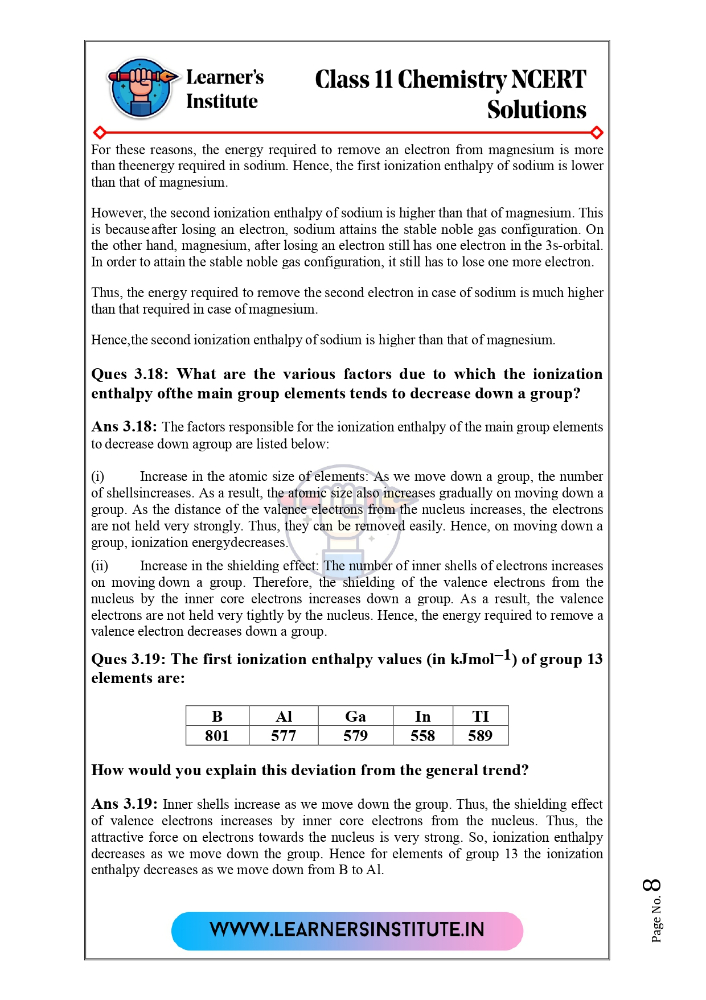 Learner's
Institute
Class 11 Chemistry NCERT
Solutions
For these reasons, the energy required to remove an electron from magnesium is more
than theenergy required in sodium. Hence, the first ionization enthalpy of sodium is lower
than that of magnesium.
However, the second ionization enthalpy of sodium is higher than that of magnesium. This
is because after losing an electron, sodium attains the stable noble gas configuration. On
the other hand, magnesium, after losing an electron still has one electron in the 3s-orbital.
In order to attain the stable noble gas configuration, it still has to lose one more electron.
Thus, the energy required to remove the second electron in case of sodium is much higher
than that required in case of magnesium.
Hence,the second ionization enthalpy of sodium is higher than that of magnesium.
Ques 3.18: What are the various factors due to which the ionization
enthalpy ofthe main group elements tends to decrease down a group?
Ans 3.18: The factors responsible for the ionization enthalpy of the main group elements
to decrease down agroup are listed below:
(i) Increase in the atomic size of elements: As we move down a group, the number
of shellsincreases. As a result, the atomic size also increases gradually on moving down a
group. As the distance of the valence electrons from the nucleus increases, the electrons
are not held very strongly. Thus, they can be removed easily. Hence, on moving down a
group, ionization energydecreases.
(ii) Increase in the shielding effect: The number of inner shells of electrons increases
on moving down a group. Therefore, the shielding of the valence electrons from the
nucleus by the inner core electrons increases down a group. As a result, the valence
electrons are not held very tightly by the nucleus. Hence, the energy required to remove a
valence electron decreases down a group.
Ques 3.19: The first ionization enthalpy values (in kJmol⁻¹) of group 13
elements are:
B Al Ga In TI
801 577 579 558 589
How would you explain this deviation from the general trend?
Ans 3.19: Inner shells increase as we move down the group. Thus, the shielding effect
of valence electrons increases by inner core electrons from the nucleus. Thus, the
attractive force on electrons towards the nucleus is very strong. So, ionization enthalpy
decreases as we move down the group. Hence for elements of group 13 the ionization
enthalpy decreases as we move down from B to Al.
WWW.LEARNERSINSTITUTE.IN
Page No. 8